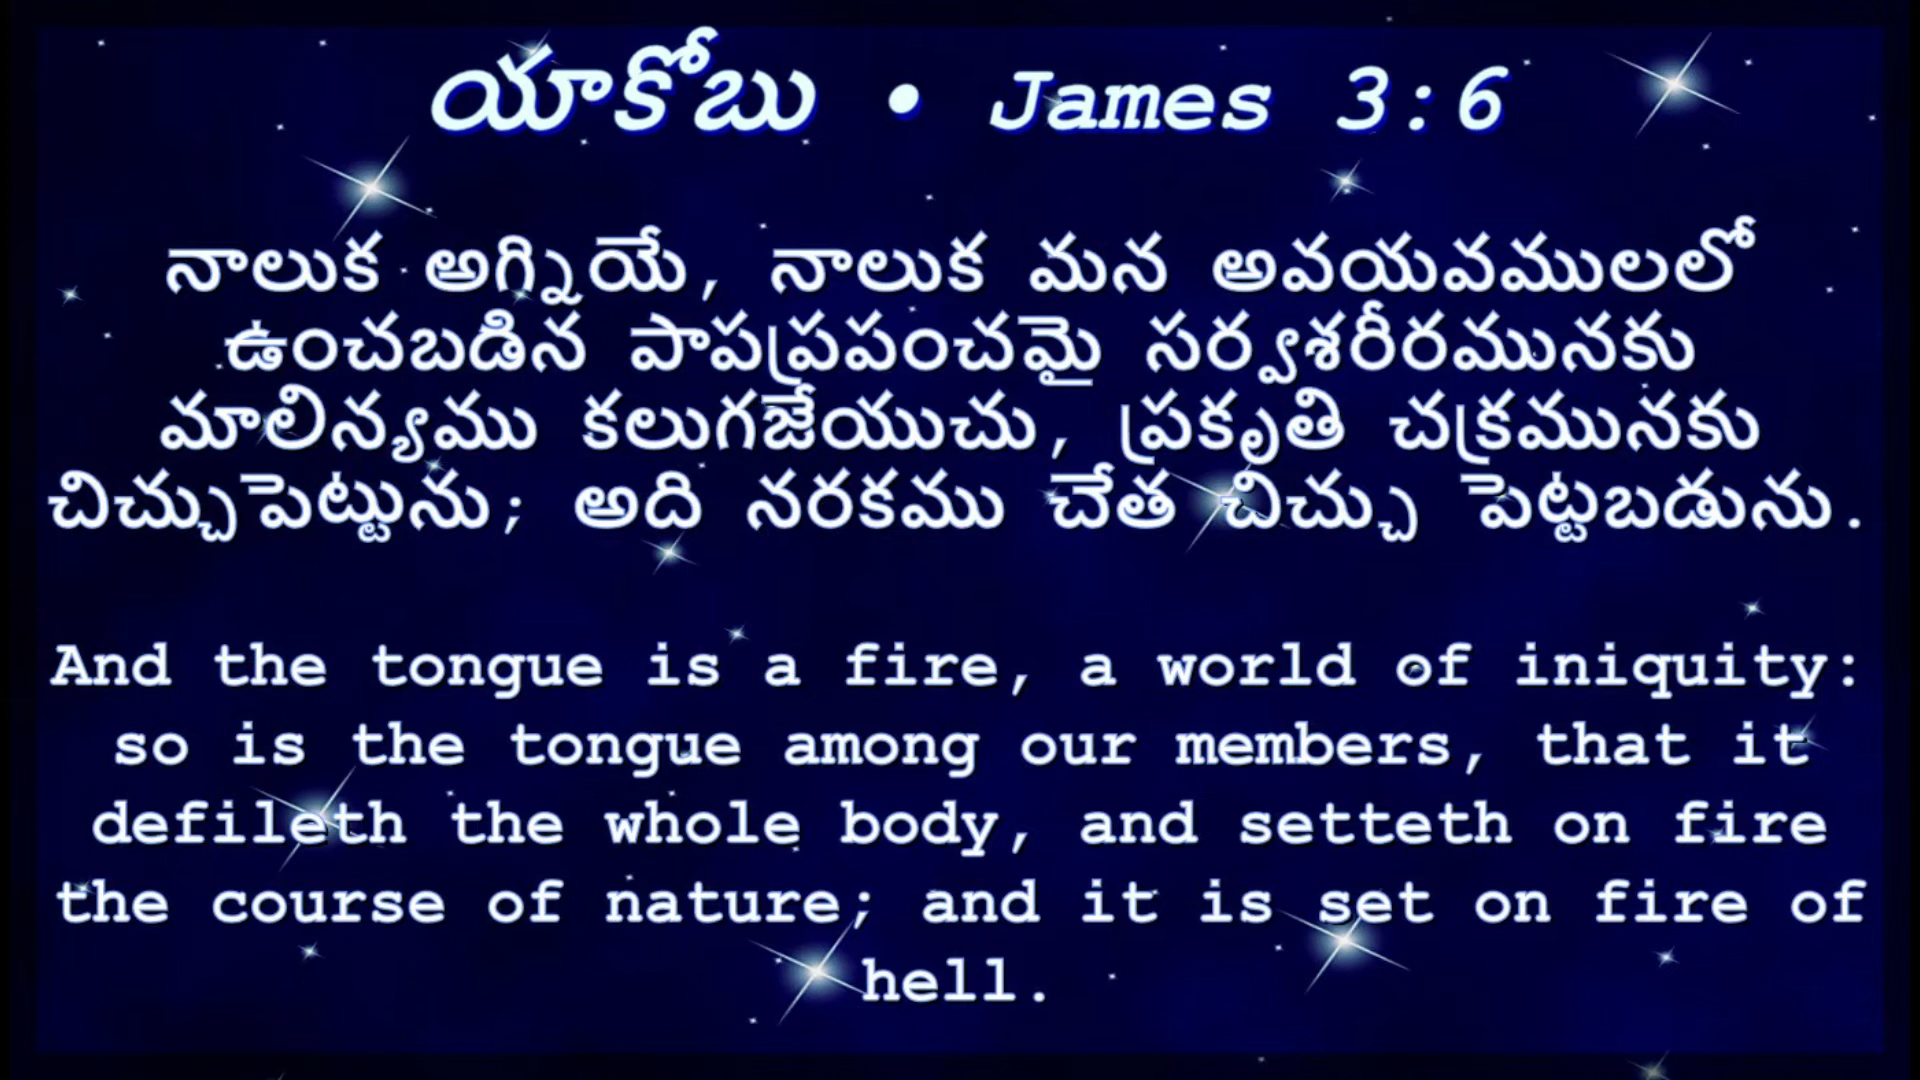 యాకోబు • James 3:6
నాలుక అగ్నియే, నాలుక మన అవయవములలో
ఉంచబడిన పాపప్రపంచమై సర్వశరీరమునకు
మాలిన్యము కలుగజేయుచు, ప్రకృతి చక్రమునకు
చిచ్చుపెట్టును; అది నరకము చేత చిచ్చు పెట్టబడును.
And the tongue is a fire, a world of iniquity:
so is the tongue among our members, that it
defileth the whole body, and setteth on fire
the course of nature; and it is set on fire of
hell.